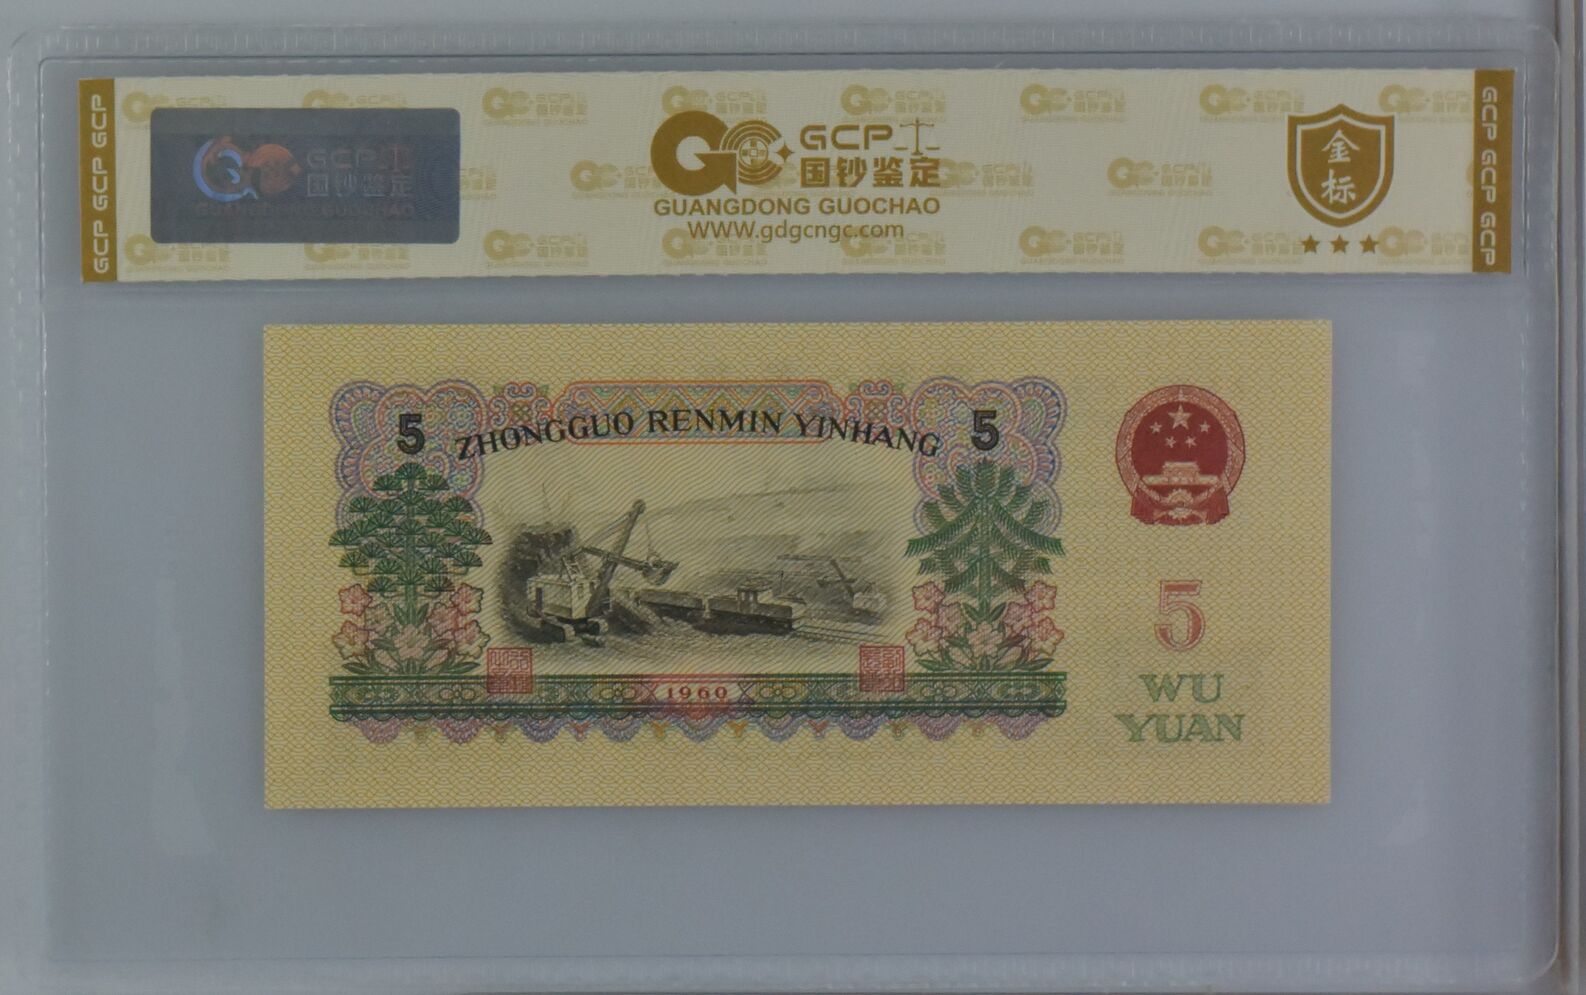 GCP GCP GCP
GCP
国钞鉴定
GUANGDONG GUOCHAO
GCP
国钞鉴定
GUANGDONG GUOCHAO
WWW.gdgcngc.com
金
标
GCP GCP GCP
ZHONGGUO RENMIN YINHANG
5
5
1960
5
WU
YUAN